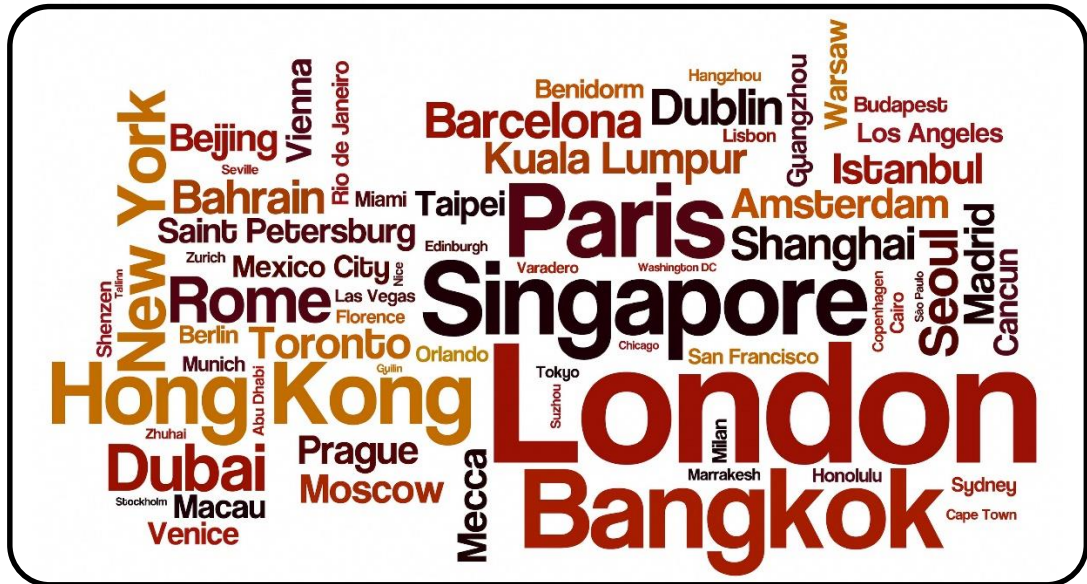 Warsaw
Hangzhou
Guangzhou
Vienna
Rio de Janeiro
Benidorm
Dublin
Budapest
New York
Beijing
Barcelona
Lisbon
Los Angeles
Seville
Kuala Lumpur
Istanbul
Bahrain
Miami
Taipei
Paris
Amsterdam
Saint Petersburg
Edinburgh
Shanghai
Seoul
Madrid
Cancun
Zurich
Mexico City
Nice
Varadero
Washington DC
Shenzen
Tallinn
Rome
Las Vegas
Singapore
Copenhagen
Cairo
São Paulo
Florence
Berlin
Toronto
Orlando
Chicago
San Francisco
Munich
Guilin
Abu Dhabi
Hong Kong
Tokyo
Suzhou
London
Zhuhai
Prague
Milan
Dubai
Mecca
Marrakesh
Honolulu
Moscow
Bangkok
Sydney
Stockholm
Macau
Cape Town
Venice